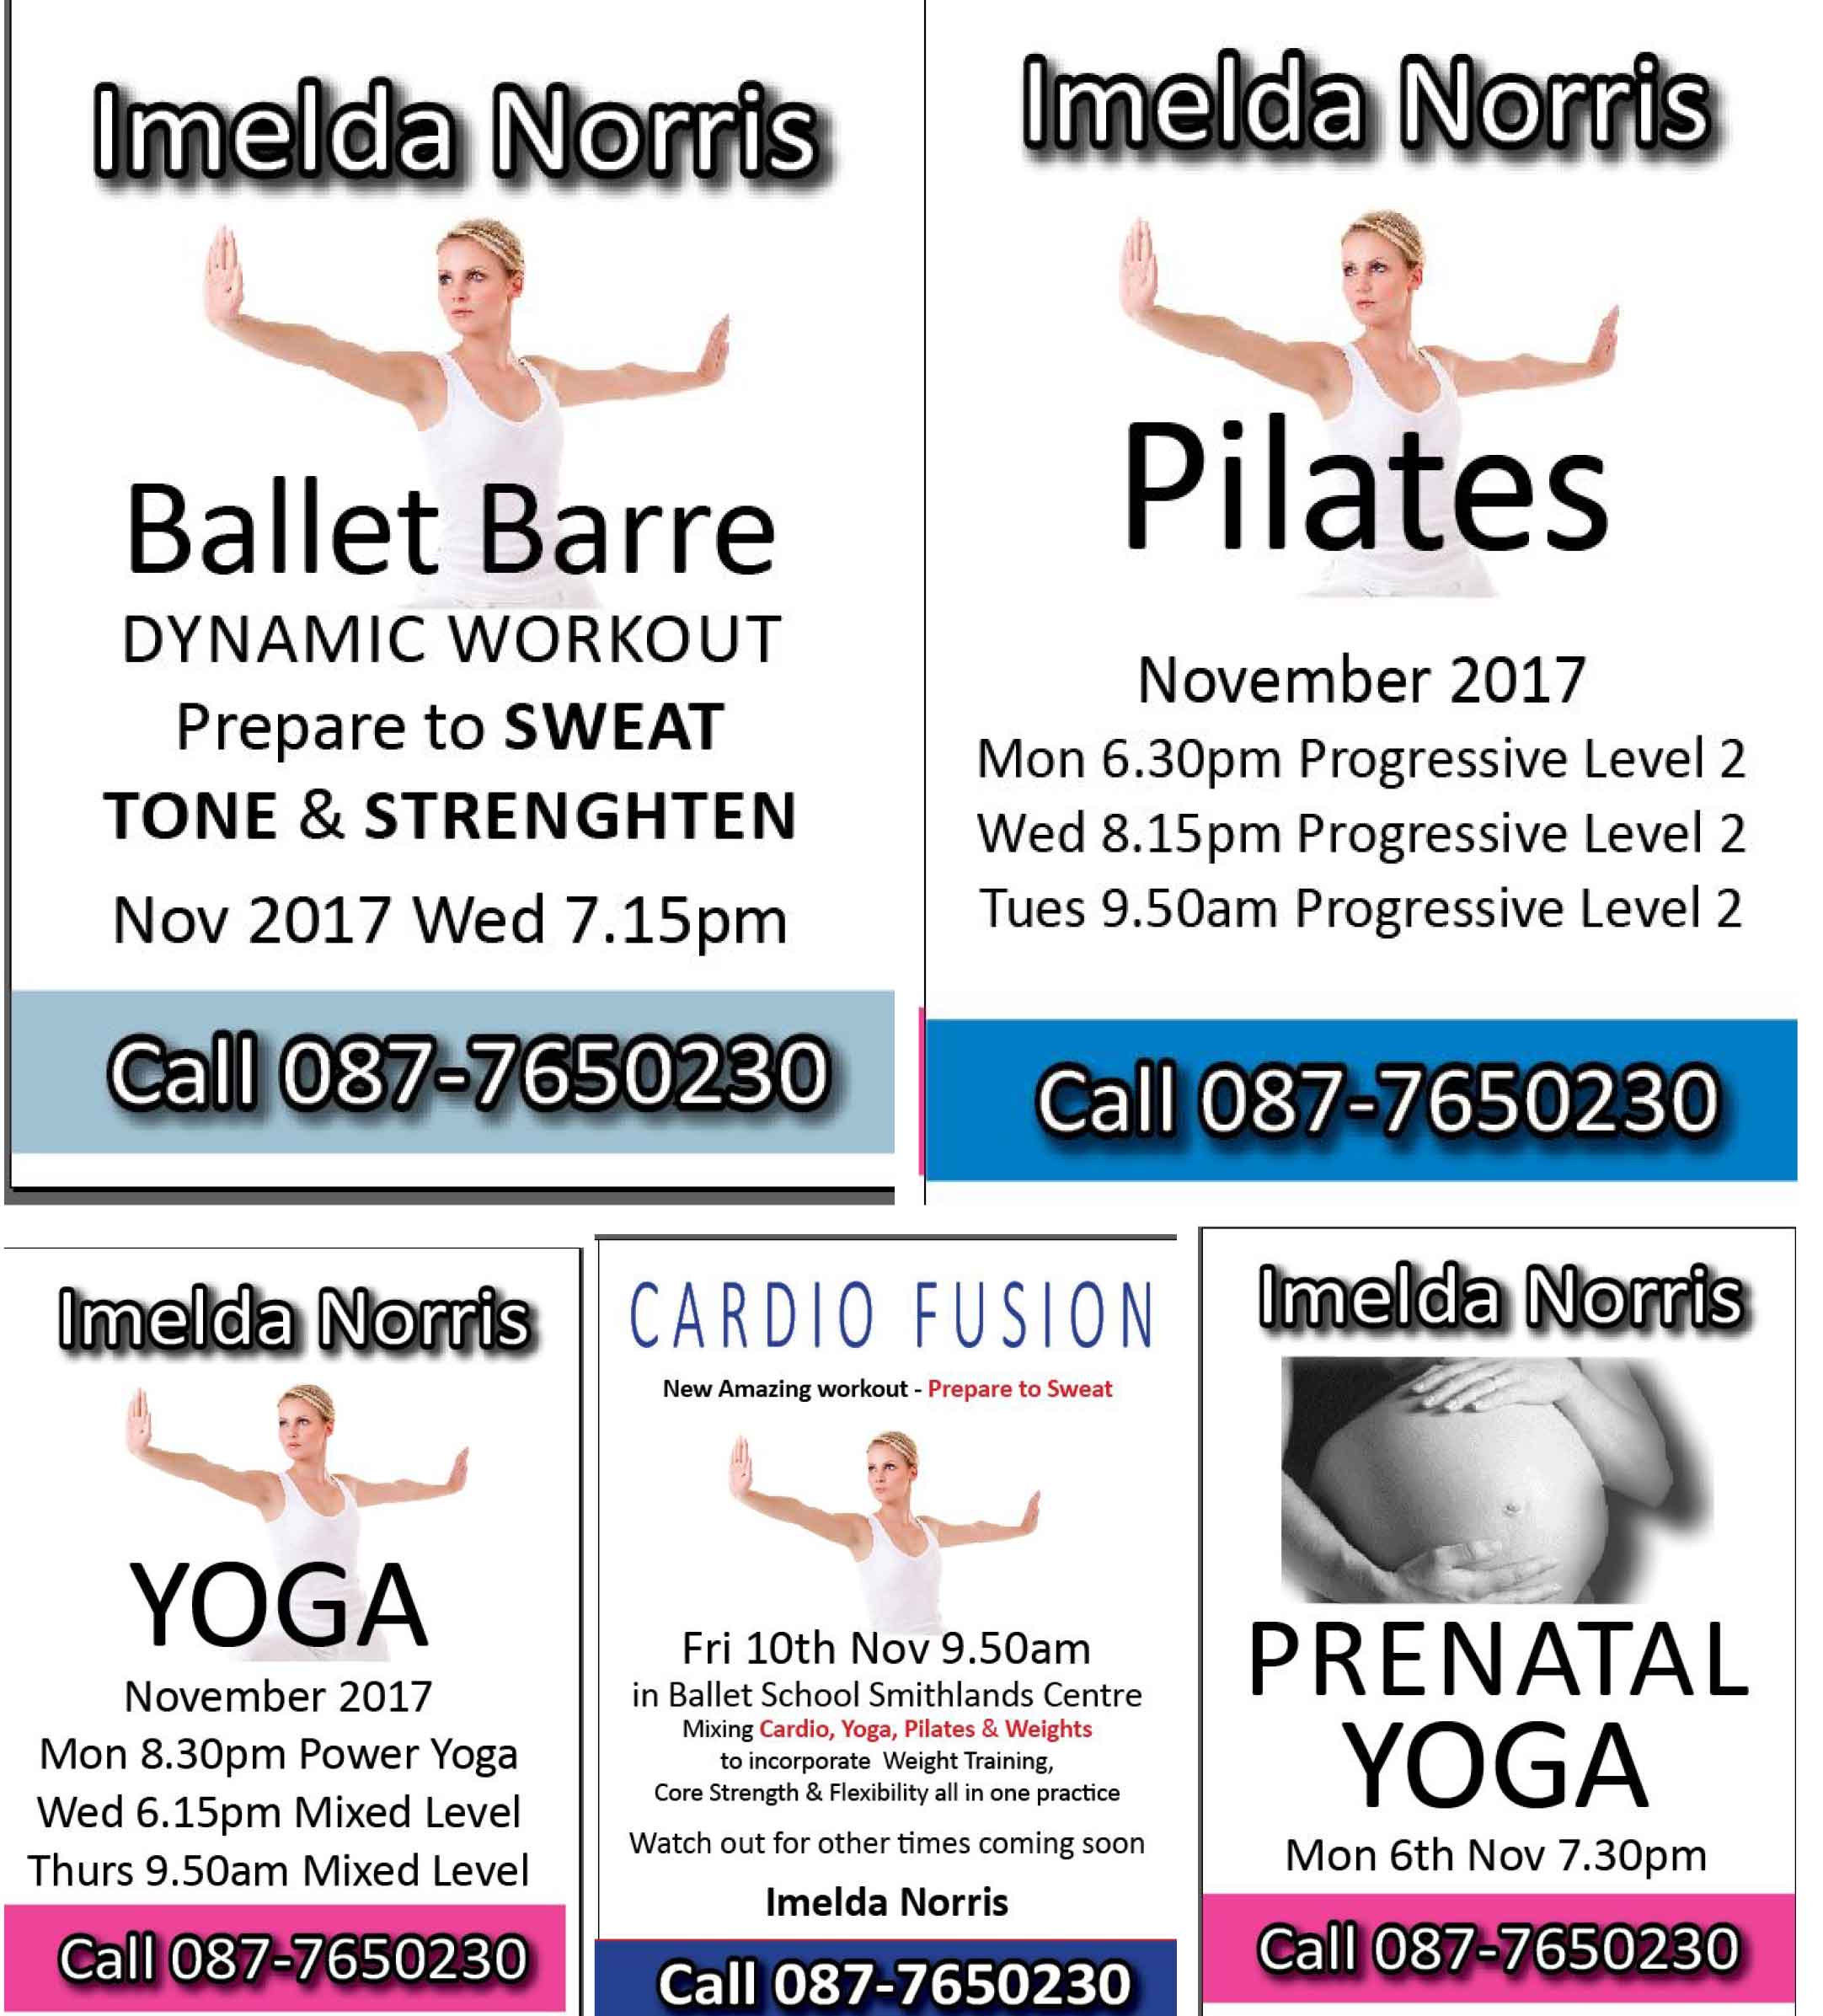 Imelda Norris
Ballet Barre
DYNAMIC WORKOUT
Prepare to SWEAT
TONE & STRENGHTEN
Nov 2017 Wed 7.15pm
Call 087-7650230
Imelda Norris
Pilates
November 2017
Mon 6.30pm Progressive Level 2
Wed 8.15pm Progressive Level 2
Tues 9.50am Progressive Level 2
Call 087-7650230
Imelda Norris
YOGA
November 2017
Mon 8.30pm Power Yoga
Wed 6.15pm Mixed Level
Thurs 9.50am Mixed Level
Call 087-7650230
CARDIO FUSION
New Amazing workout - Prepare to Sweat
Fri 10th Nov 9.50am
in Ballet School Smithlands Centre
Mixing Cardio, Yoga, Pilates & Weights
to incorporate Weight Training,
Core Strength & Flexibility all in one practice
Watch out for other times coming soon
Imelda Norris
Call 087-7650230
Imelda Norris
PRENATAL
YOGA
Mon 6th Nov 7.30pm
Call 087-7650230